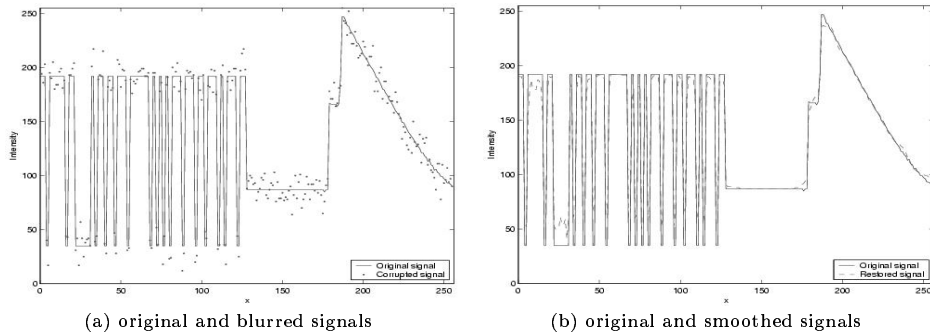 250
200
150
100
50
0
Intensity
0 50 100 150 200 250
x
Original signal
Corrupted signal
(a) original and blurred signals
250
200
150
100
50
0
Intensity
0 50 100 150 200 250
x
Original signal
Restored signal
(b) original and smoothed signals